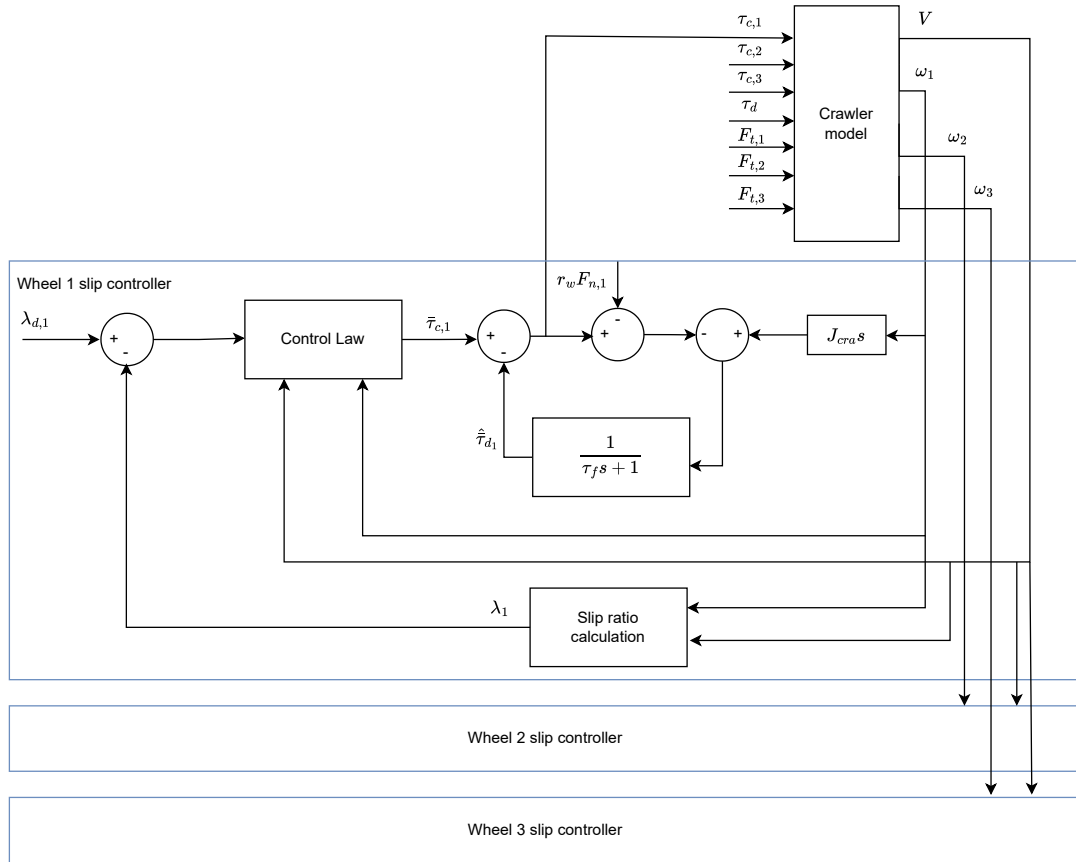 τ_{c,1}
V
τ_{c,2}
τ_{c,3}
ω_1
τ_d
Crawler
model
F_{t,1}
ω_2
F_{t,2}
F_{t,3}
ω_3
Wheel 1 slip controller
r_w F_{n,1}
λ_{d,1}
+
-
Control Law
τ̄_{c,1}
+
-
-
+
-
+
J_{cra}s
τ̄̂_{d_1}
1
τ_f s + 1
λ_1
Slip ratio
calculation
Wheel 2 slip controller
Wheel 3 slip controller